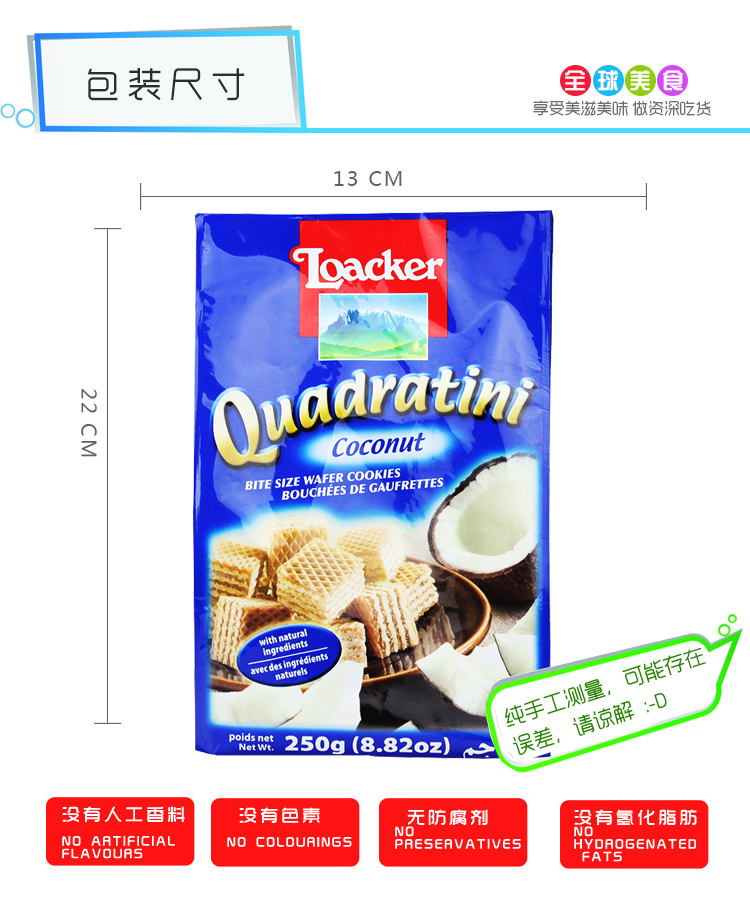 包装尺寸
全球美食
享受美滋美味 做资深吃货
13 CM
22 CM
Loacker
Quadratini
Coconut
BITE SIZE WAFER COOKIES
BOUCHÉES DE GAUFRETTES
with natural
ingredients
avec des ingrédients
naturels
poids net
Net Wt. 250g (8.82oz)
纯手工测量，可能存在
误差，请谅解 :-D
没有人工香料
NO ARTIFICIAL
FLAVOURS
没有色素
NO COLOURINGS
无防腐剂
NO
PRESERVATIVES
没有氢化脂肪
NO
HYDROGENATED
FATS